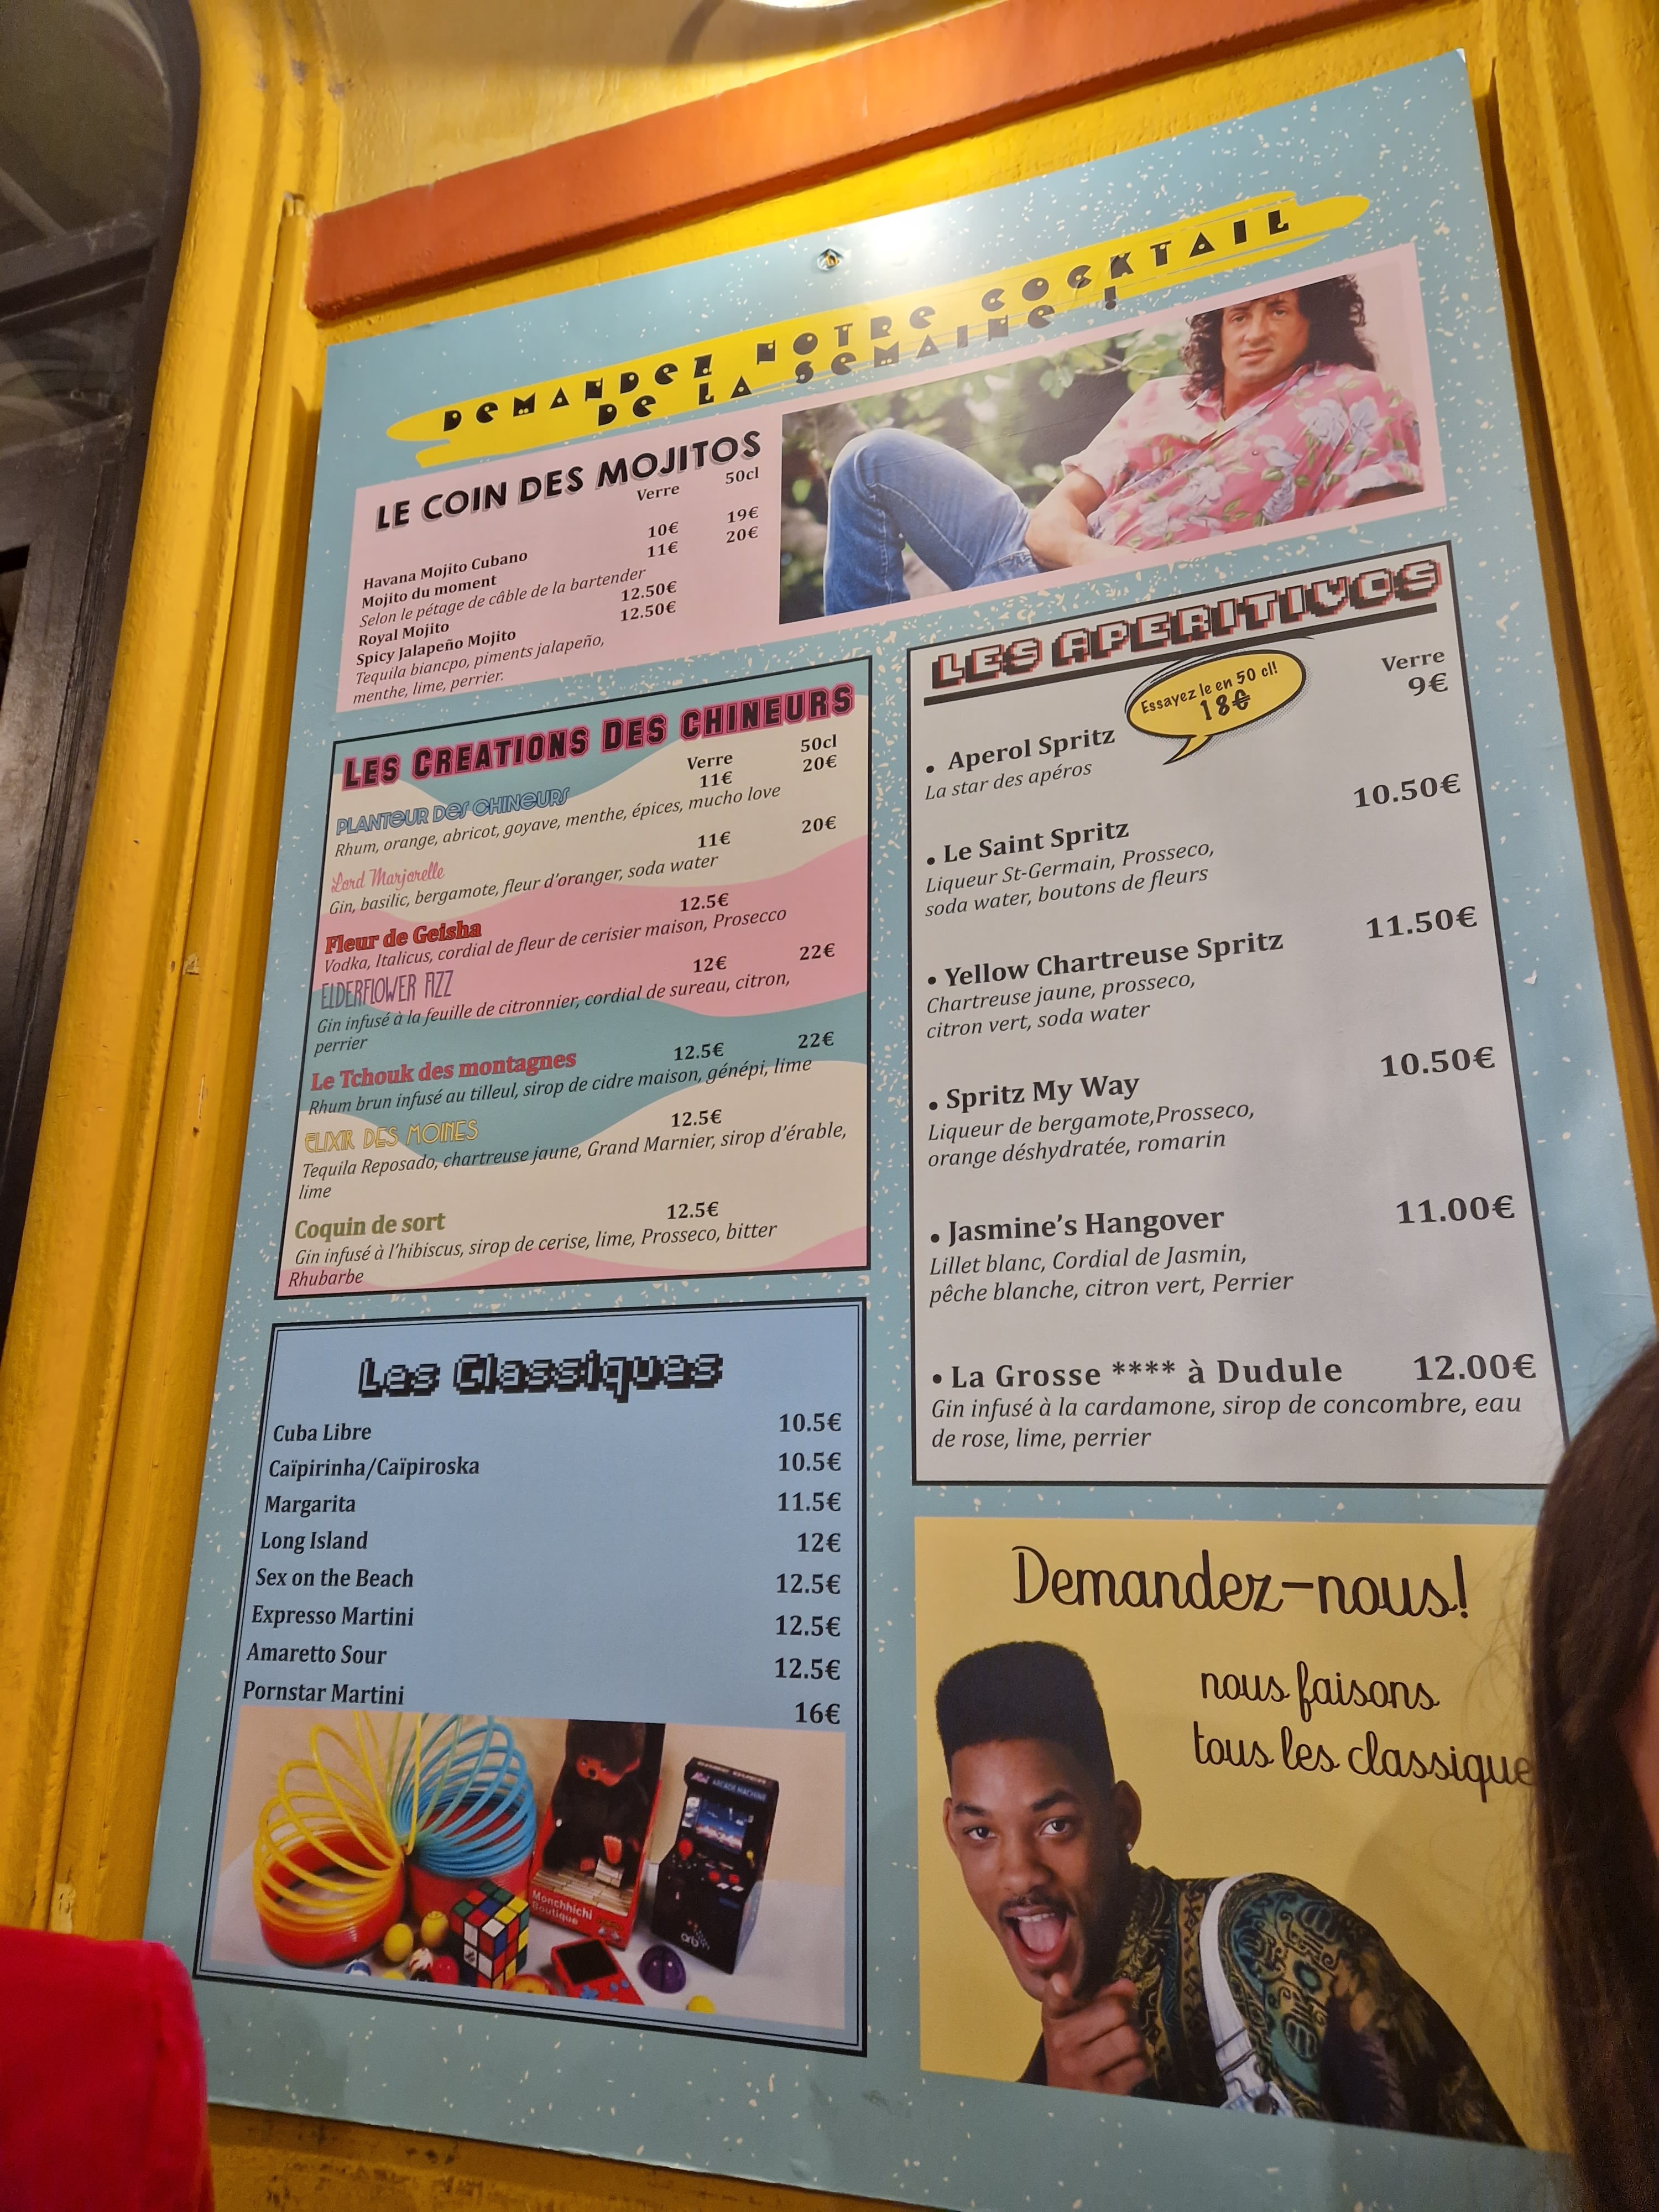 DEMANDEZ NOTRE COCKTAIL
DE LA SEMAINE !
LE COIN DES MOJITOS
Verre 50cl
Havana Mojito Cubano 10€ 19€
Mojito du moment 11€ 20€
Selon le pétage de câble de la bartender
Royal Mojito 12.50€
Spicy Jalapeño Mojito 12.50€
Tequila biancpo, piments jalapeño,
menthe, lime, perrier.
LES CREATIONS DES CHINEURS
Verre 50cl
PLANTEUR DES CHINEURS 11€ 20€
Rhum, orange, abricot, goyave, menthe, épices, mucho love
Lord Marjorelle 11€ 20€
Gin, basilic, bergamote, fleur d'oranger, soda water
Fleur de Geisha 12.5€
Vodka, Italicus, cordial de fleur de cerisier maison, Prosecco
ELDERFLOWER FIZZ 12€ 22€
Gin infusé à la feuille de citronnier, cordial de sureau, citron,
perrier
Le Tchouk des montagnes 12.5€ 22€
Rhum brun infusé au tilleul, sirop de cidre maison, génépi, lime
ELIXIR DES MOINES 12.5€
Tequila Reposado, chartreuse jaune, Grand Marnier, sirop d'érable,
lime
Coquin de sort 12.5€
Gin infusé à l'hibiscus, sirop de cerise, lime, Prosseco, bitter
Rhubarbe
Les Classiques
Cuba Libre 10.5€
Caïpirinha/Caïpiroska 10.5€
Margarita 11.5€
Long Island 12€
Sex on the Beach 12.5€
Expresso Martini 12.5€
Amaretto Sour 12.5€
Pornstar Martini 16€
ARCADE MACHINE
Monchhichi
Boutique
orb
LES APERITIVOS
Essayez le en 50 cl!
18€
Verre
• Aperol Spritz 9€
La star des apéros
• Le Saint Spritz 10.50€
Liqueur St-Germain, Prosseco,
soda water, boutons de fleurs
• Yellow Chartreuse Spritz 11.50€
Chartreuse jaune, prosseco,
citron vert, soda water
• Spritz My Way 10.50€
Liqueur de bergamote,Prosseco,
orange déshydratée, romarin
• Jasmine's Hangover 11.00€
Lillet blanc, Cordial de Jasmin,
pêche blanche, citron vert, Perrier
• La Grosse **** à Dudule 12.00€
Gin infusé à la cardamone, sirop de concombre, eau
de rose, lime, perrier
Demandez-nous!
nous faisons
tous les classique